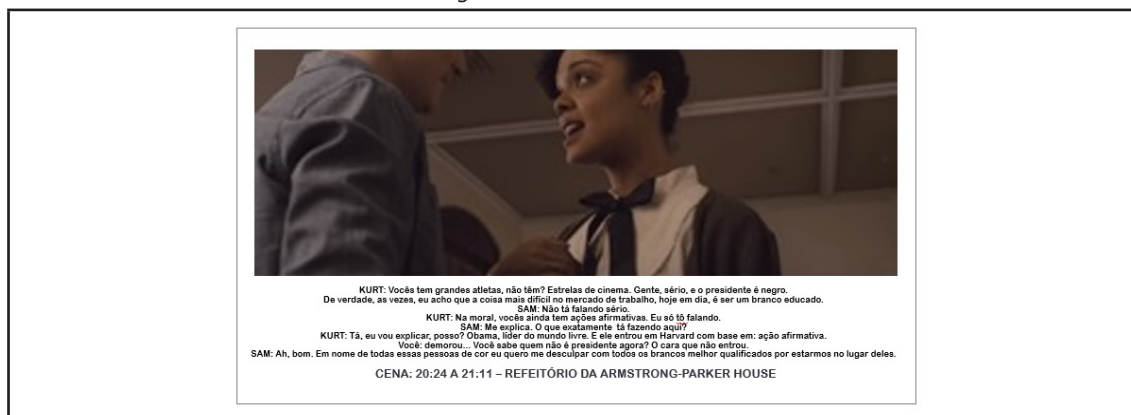 KURT: Vocês tem grandes atletas, não têm? Estrelas de cinema. Gente, sério, e o presidente é negro.
De verdade, as vezes, eu acho que a coisa mais difícil no mercado de trabalho, hoje em dia, é ser um branco educado.
SAM: Não tá falando sério.
KURT: Na moral, vocês ainda tem ações afirmativas. Eu só tô falando.
SAM: Me explica. O que exatamente tá fazendo aqui?
KURT: Tá, eu vou explicar, posso? Obama, líder do mundo livre. E ele entrou em Harvard com base em: ação afirmativa.
Você: demorou... Você sabe quem não é presidente agora? O cara que não entrou.
SAM: Ah, bom. Em nome de todas essas pessoas de cor eu quero me desculpar com todos os brancos melhor qualificados por estarmos no lugar deles.
CENA: 20:24 A 21:11 – REFEITÓRIO DA ARMSTRONG-PARKER HOUSE